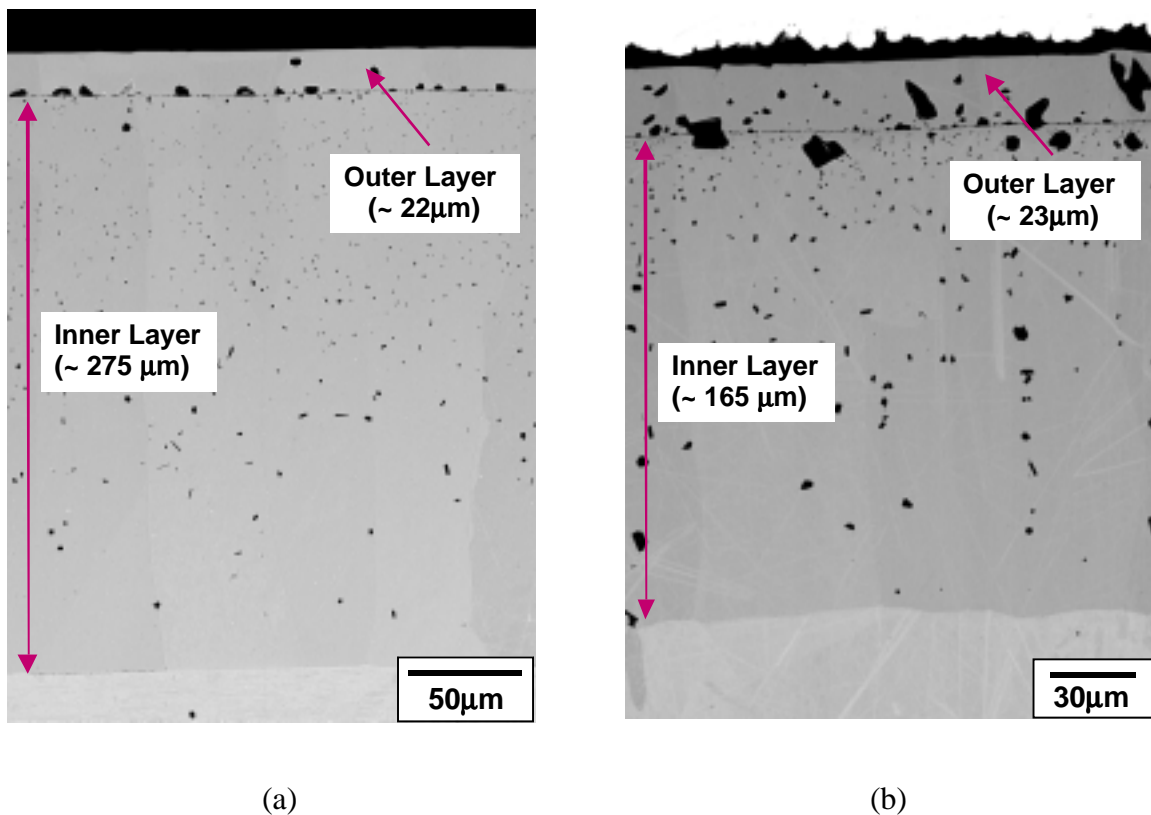 Outer Layer
(~ 22μm)
Inner Layer
(~ 275 μm)
50μm
(a)
Outer Layer
(~ 23μm)
Inner Layer
(~ 165 μm)
30μm
(b)